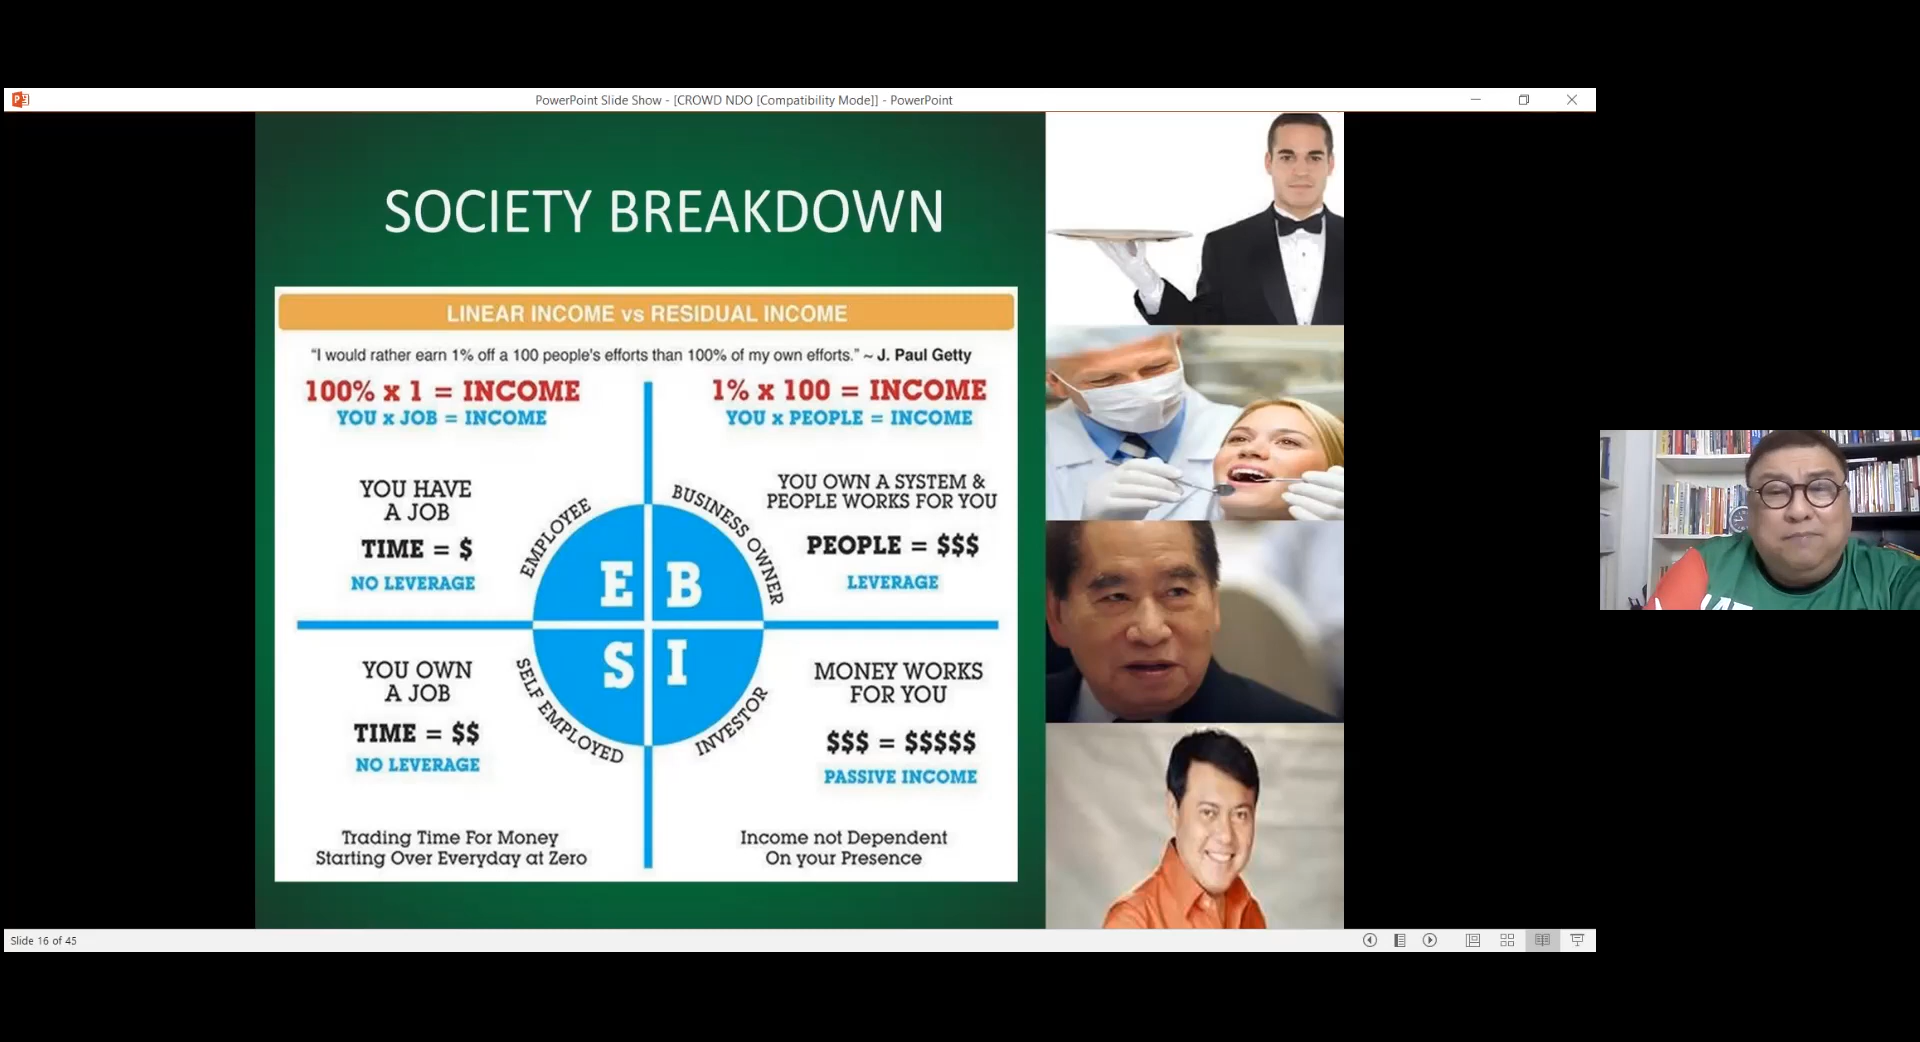 PowerPoint Slide Show - [CROWD NDO [Compatibility Mode]] - PowerPoint
SOCIETY BREAKDOWN
LINEAR INCOME vs RESIDUAL INCOME
“I would rather earn 1% off a 100 people's efforts than 100% of my own efforts.” ~ J. Paul Getty
100% x 1 = INCOME
YOU x JOB = INCOME
1% x 100 = INCOME
YOU x PEOPLE = INCOME
YOU HAVE
A JOB
TIME = $
NO LEVERAGE
EMPLOYEE
BUSINESS OWNER
YOU OWN A SYSTEM &
PEOPLE WORKS FOR YOU
PEOPLE = $$$
LEVERAGE
E
B
S
I
YOU OWN
A JOB
TIME = $$
NO LEVERAGE
SELF EMPLOYED
INVESTOR
MONEY WORKS
FOR YOU
$$$ = $$$$$
PASSIVE INCOME
Trading Time For Money
Starting Over Everyday at Zero
Income not Dependent
On your Presence
Slide 16 of 45